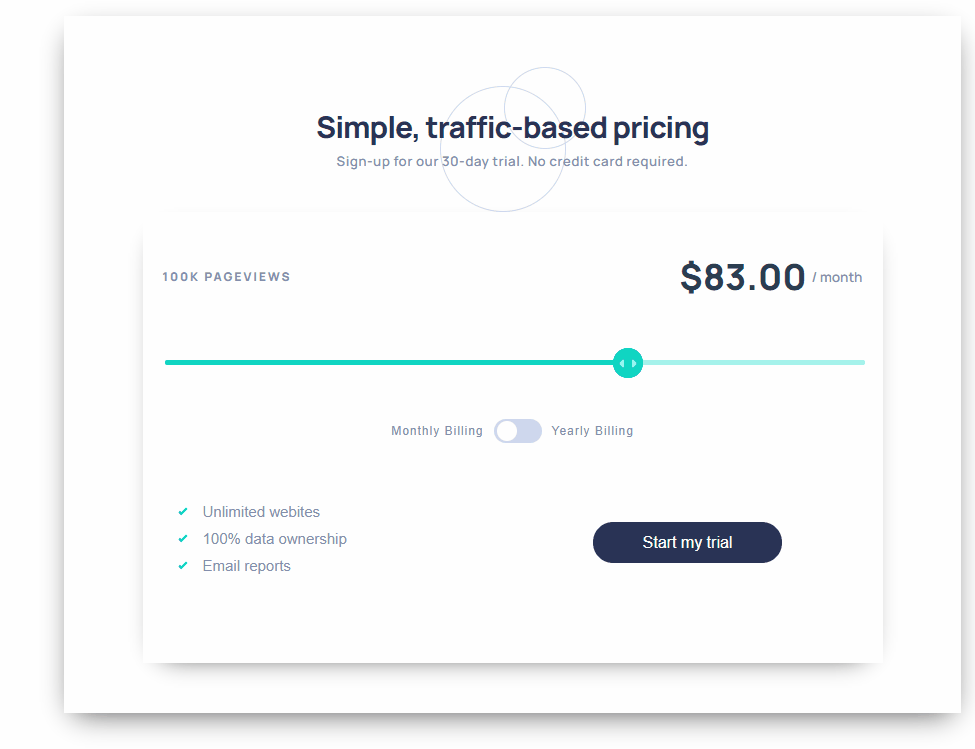 Simple, traffic-based pricing
Sign-up for our 30-day trial. No credit card required.
100K PAGEVIEWS
$83.00 / month
Monthly Billing Yearly Billing
Unlimited webites
100% data ownership
Email reports
Start my trial